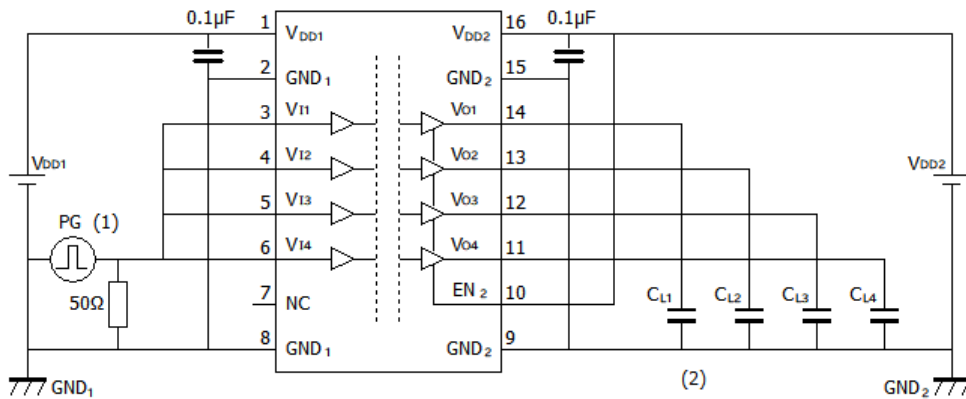 0.1μF 1 16 0.1μF
VDD1 VDD2
2 15
GND1 GND2
3 VI1 VO1 14
4 VI2 VO2 13
VDD1 VDD2
5 VI3 VO3 12
PG (1)
6 VI4 VO4 11
7 NC EN2 10
50Ω CL1 CL2 CL3 CL4
8 GND1 GND2 9
(2)
GND1 GND2